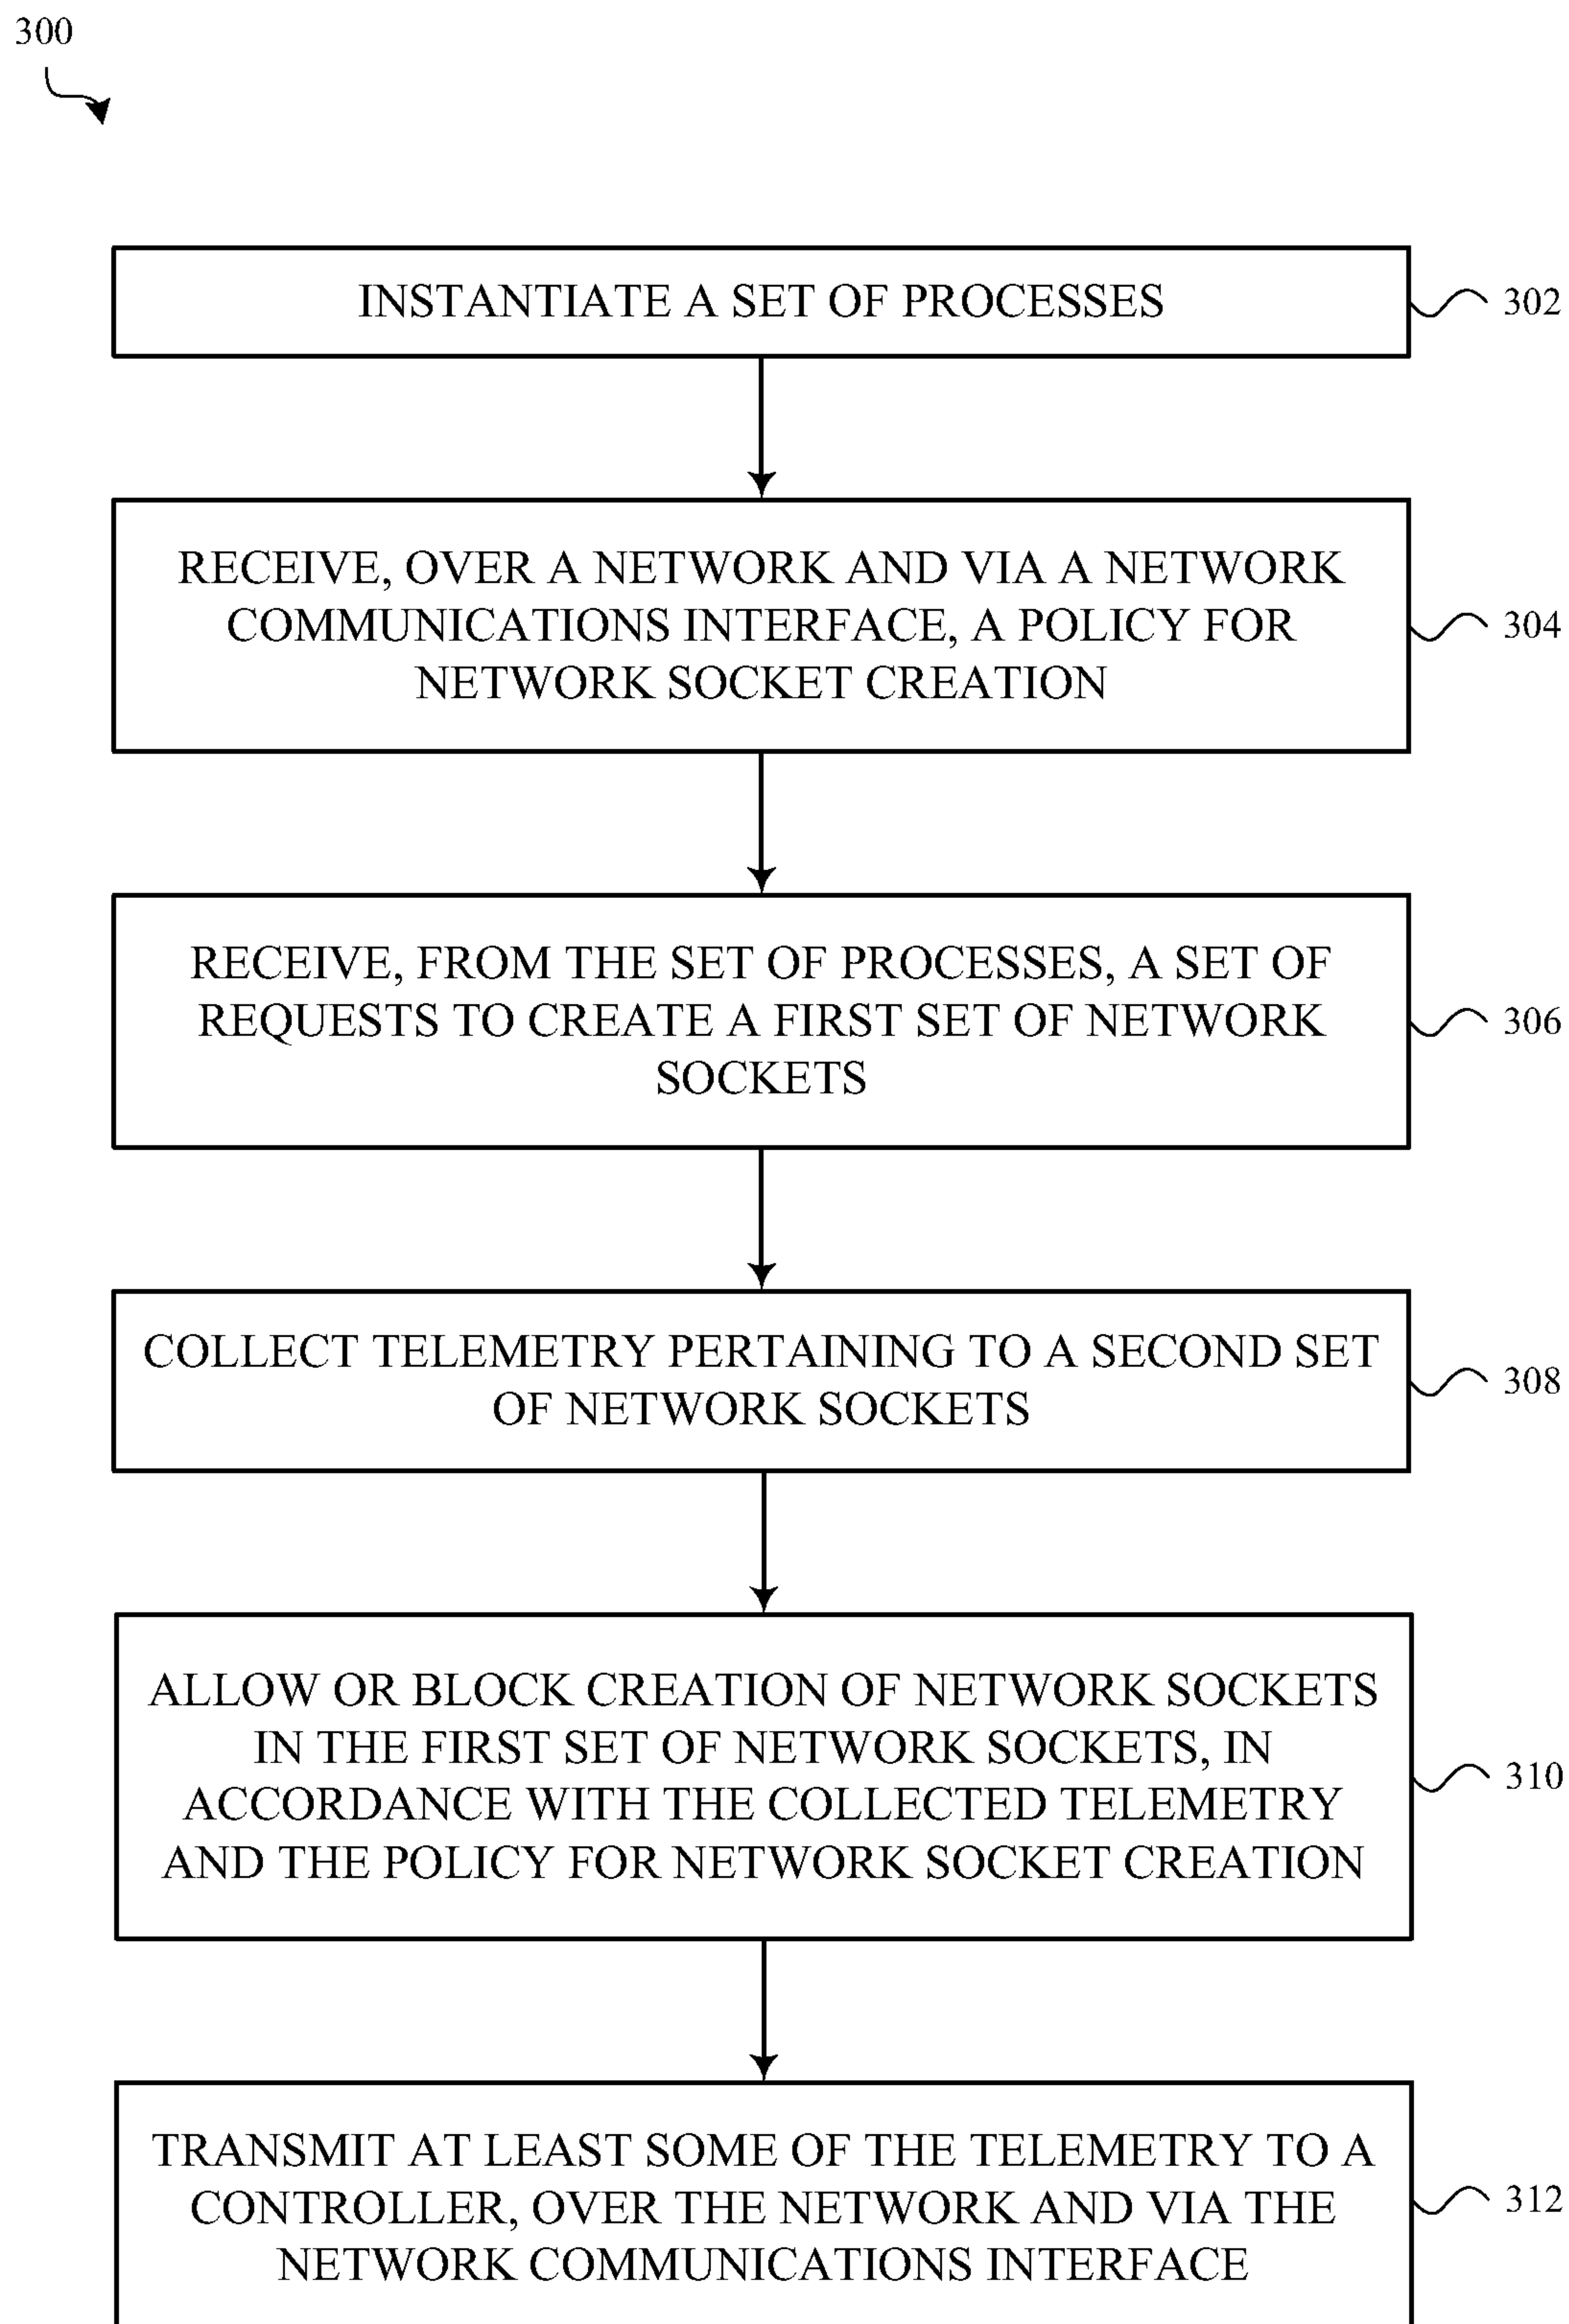 300
INSTANTIATE A SET OF PROCESSES
302
RECEIVE, OVER A NETWORK AND VIA A NETWORK
COMMUNICATIONS INTERFACE, A POLICY FOR
NETWORK SOCKET CREATION
304
RECEIVE, FROM THE SET OF PROCESSES, A SET OF
REQUESTS TO CREATE A FIRST SET OF NETWORK
SOCKETS
306
COLLECT TELEMETRY PERTAINING TO A SECOND SET
OF NETWORK SOCKETS
308
ALLOW OR BLOCK CREATION OF NETWORK SOCKETS
IN THE FIRST SET OF NETWORK SOCKETS, IN
ACCORDANCE WITH THE COLLECTED TELEMETRY
AND THE POLICY FOR NETWORK SOCKET CREATION
310
TRANSMIT AT LEAST SOME OF THE TELEMETRY TO A
CONTROLLER, OVER THE NETWORK AND VIA THE
NETWORK COMMUNICATIONS INTERFACE
312